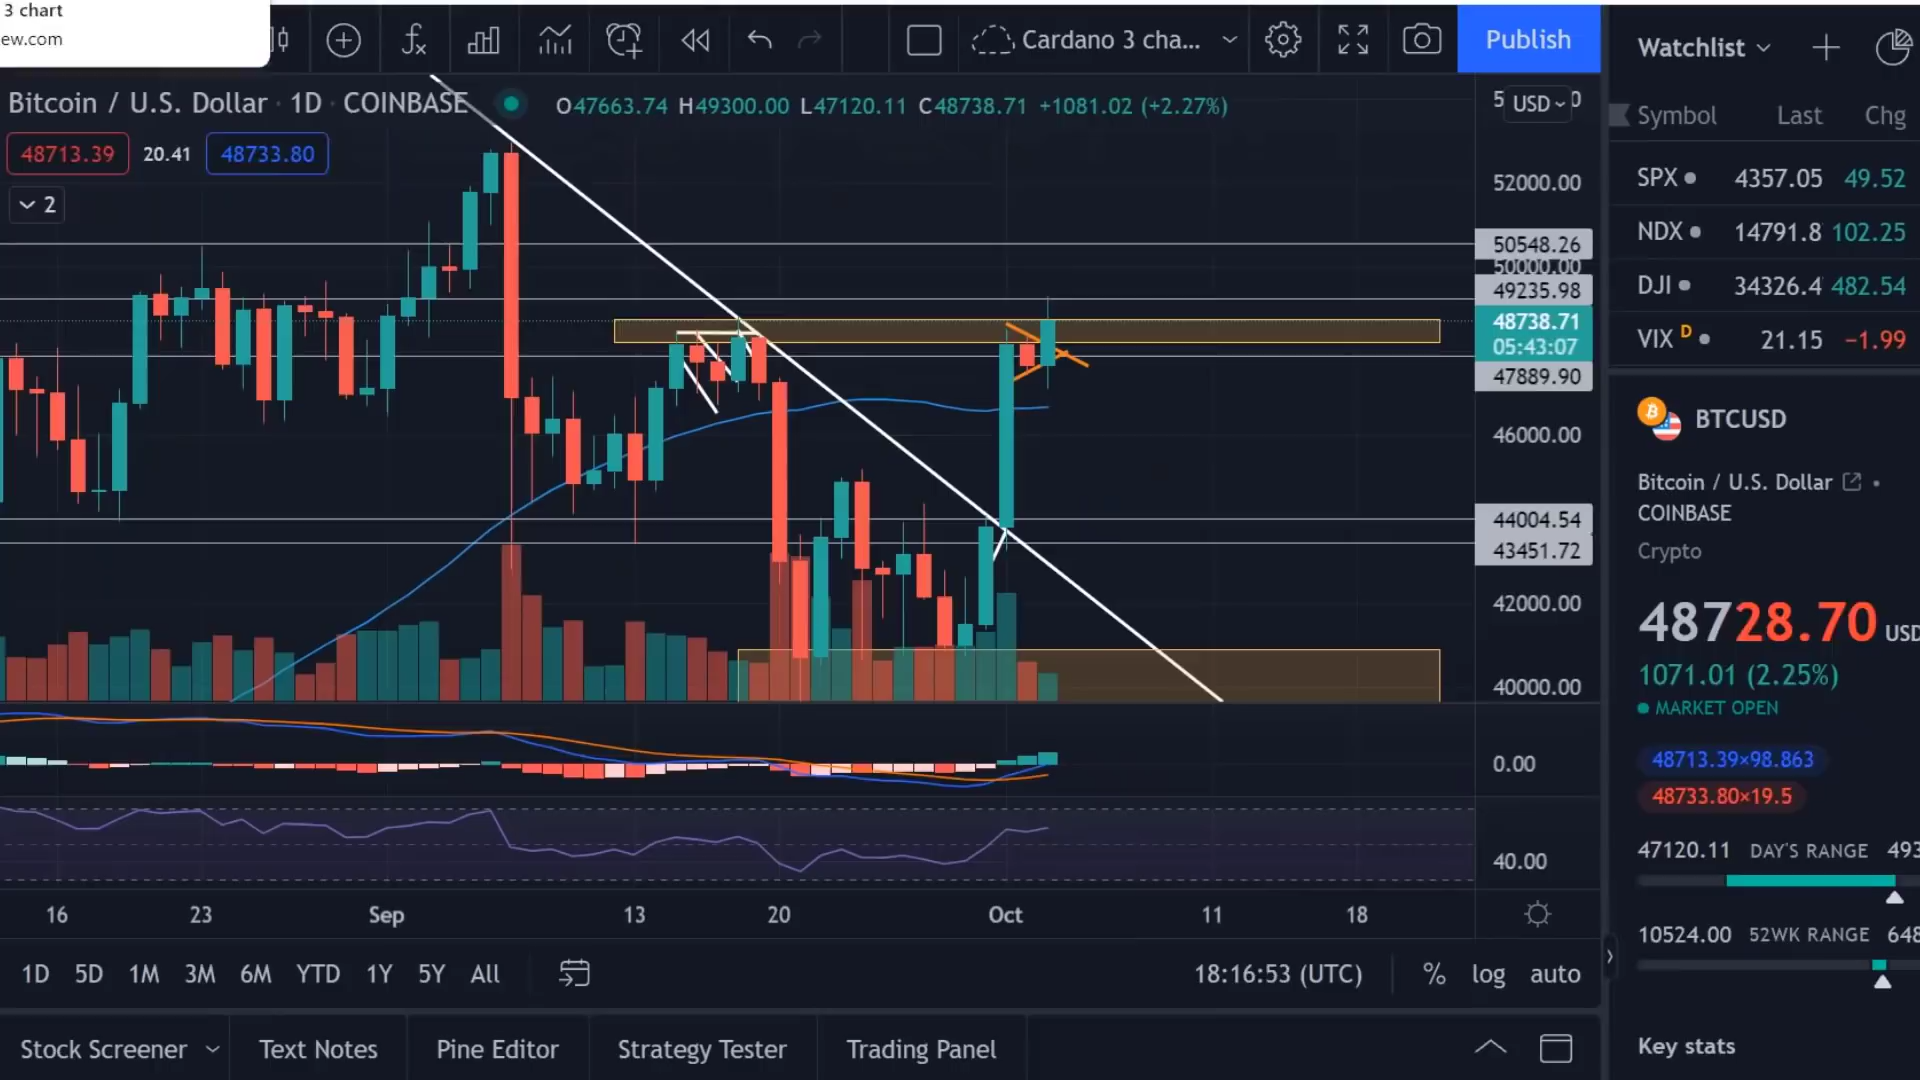 3 chart
ew.com
Cardano 3 cha...
Publish
Watchlist
Bitcoin / U.S. Dollar · 1D · COINBASE
O47663.74 H49300.00 L47120.11 C48738.71 +1081.02 (+2.27%)
USD
Symbol Last Chg
48713.39 20.41 48733.80
2
52000.00
50548.26
50000.00
49235.98
48738.71
05:43:07
47889.90
46000.00
44004.54
43451.72
42000.00
40000.00
0.00
40.00
SPX 4357.05 49.52
NDX 14791.8 102.25
DJI 34326.4 482.54
VIX D 21.15 −1.99
BTCUSD
Bitcoin / U.S. Dollar
COINBASE
Crypto
48728.70 USD
1071.01 (2.25%)
MARKET OPEN
48713.39×98.863
48733.80×19.5
47120.11 DAY'S RANGE 493
10524.00 52WK RANGE 648
Key stats
16 23 Sep 13 20 Oct 11 18
1D 5D 1M 3M 6M YTD 1Y 5Y All
18:16:53 (UTC) % log auto
Stock Screener Text Notes Pine Editor Strategy Tester Trading Panel